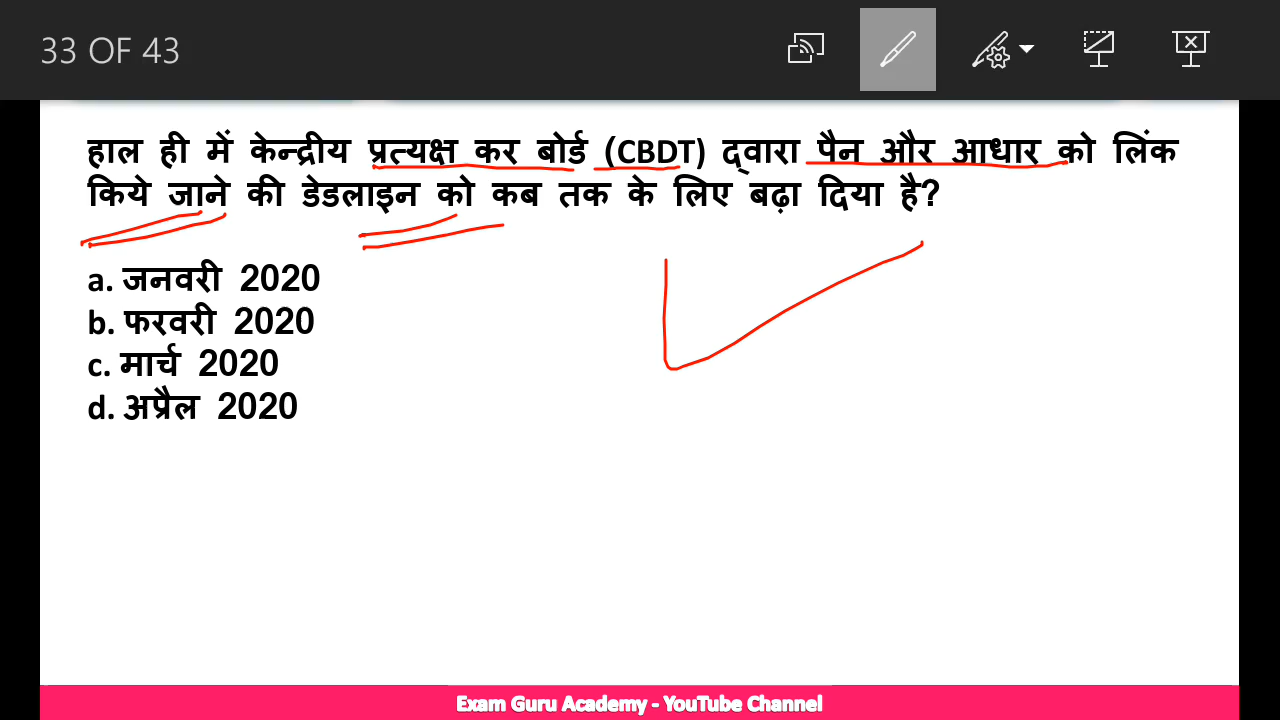 33 OF 43
हाल ही में केन्द्रीय प्रत्यक्ष कर बोर्ड (CBDT) द्वारा पैन और आधार को लिंक
किये जाने की डेडलाइन को कब तक के लिए बढ़ा दिया है?
a. जनवरी 2020
b. फरवरी 2020
c. मार्च 2020
d. अप्रैल 2020
Exam Guru Academy - YouTube Channel